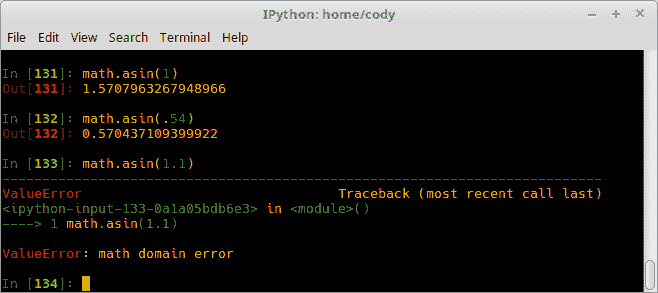 IPython: home/cody
File Edit View Search Terminal Help
In [131]: math.asin(1)
Out[131]: 1.5707963267948966
In [132]: math.asin(.54)
Out[132]: 0.570437109399922
In [133]: math.asin(1.1)
---------------------------------------------------------------------------
ValueError                                Traceback (most recent call last)
<ipython-input-133-0a1a05bdb6e3> in <module>()
----> 1 math.asin(1.1)
ValueError: math domain error
In [134]: